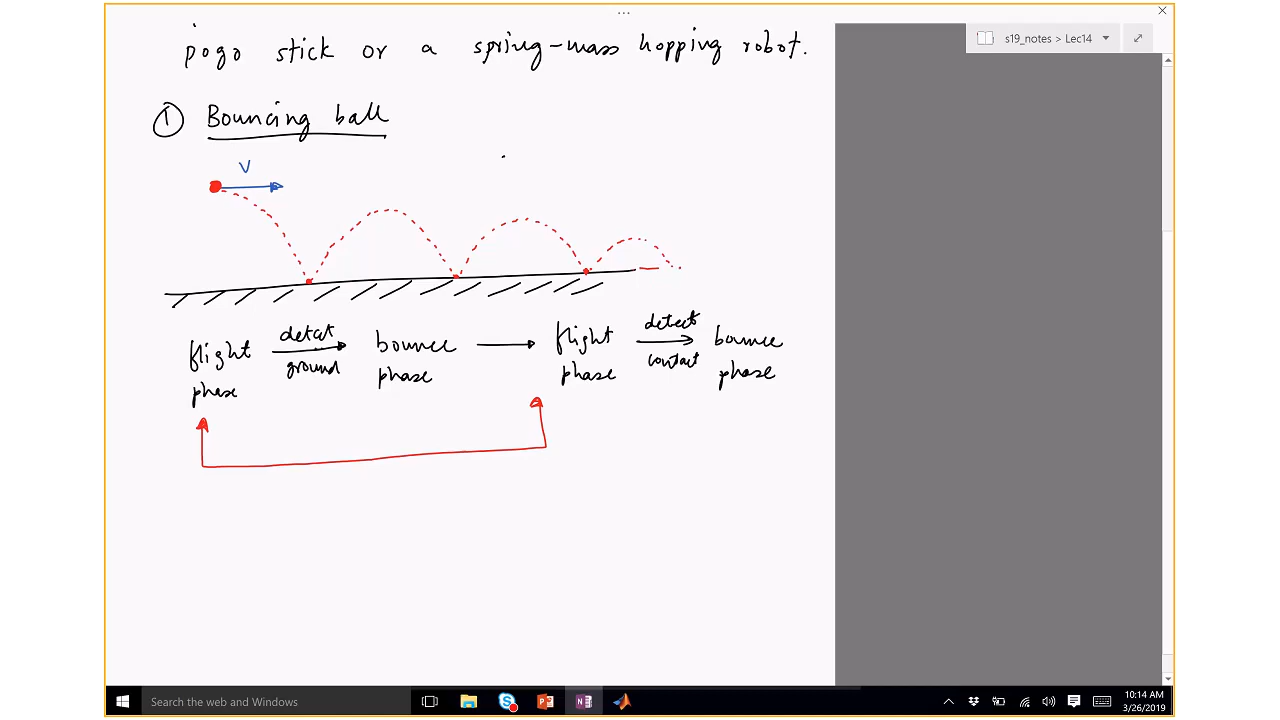 ...
s19_notes > Lec14
pogo stick or a spring-mass hopping robot.
① Bouncing ball
V
flight phase
detect ground
bounce phase
flight phase
detect contact
bounce phase
Search the web and Windows
10:14 AM
3/26/2019